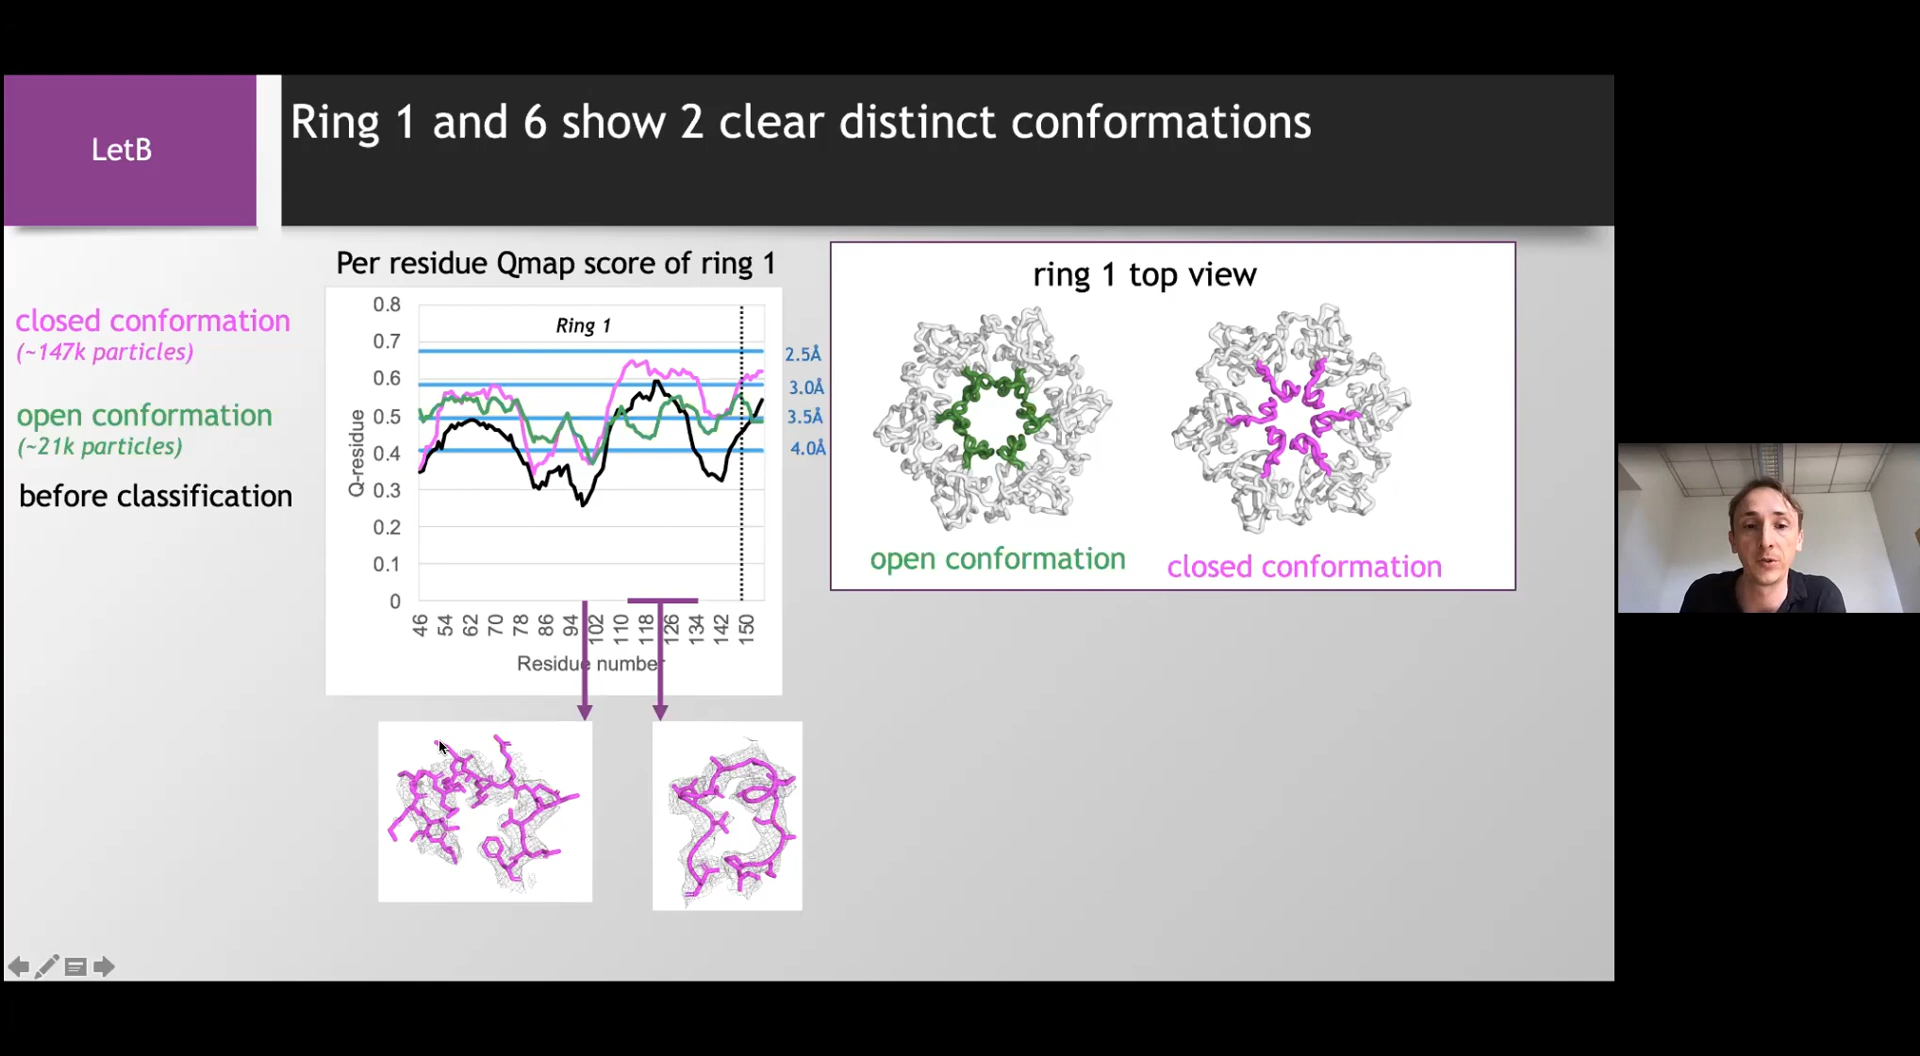 LetB
Ring 1 and 6 show 2 clear distinct conformations
closed conformation
(~147k particles)
open conformation
(~21k particles)
before classification
Per residue Qmap score of ring 1
Ring 1
Q-residue
0.8
0.7
0.6
0.5
0.4
0.3
0.2
0.1
0
2.5Å
3.0Å
3.5Å
4.0Å
46 54 62 70 78 86 94 102 110 118 126 134 142 150
Residue number
ring 1 top view
open conformation
closed conformation